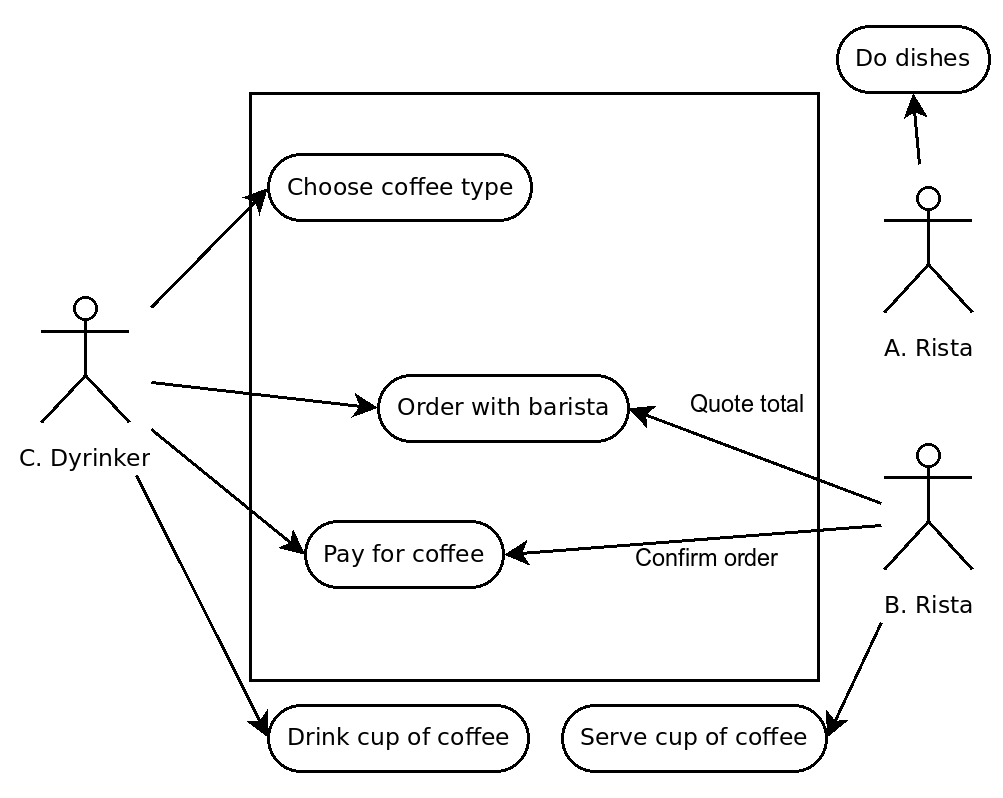 Do dishes
Choose coffee type
A. Rista
Order with barista
Quote total
C. Dyrinker
Pay for coffee
Confirm order
B. Rista
Drink cup of coffee
Serve cup of coffee